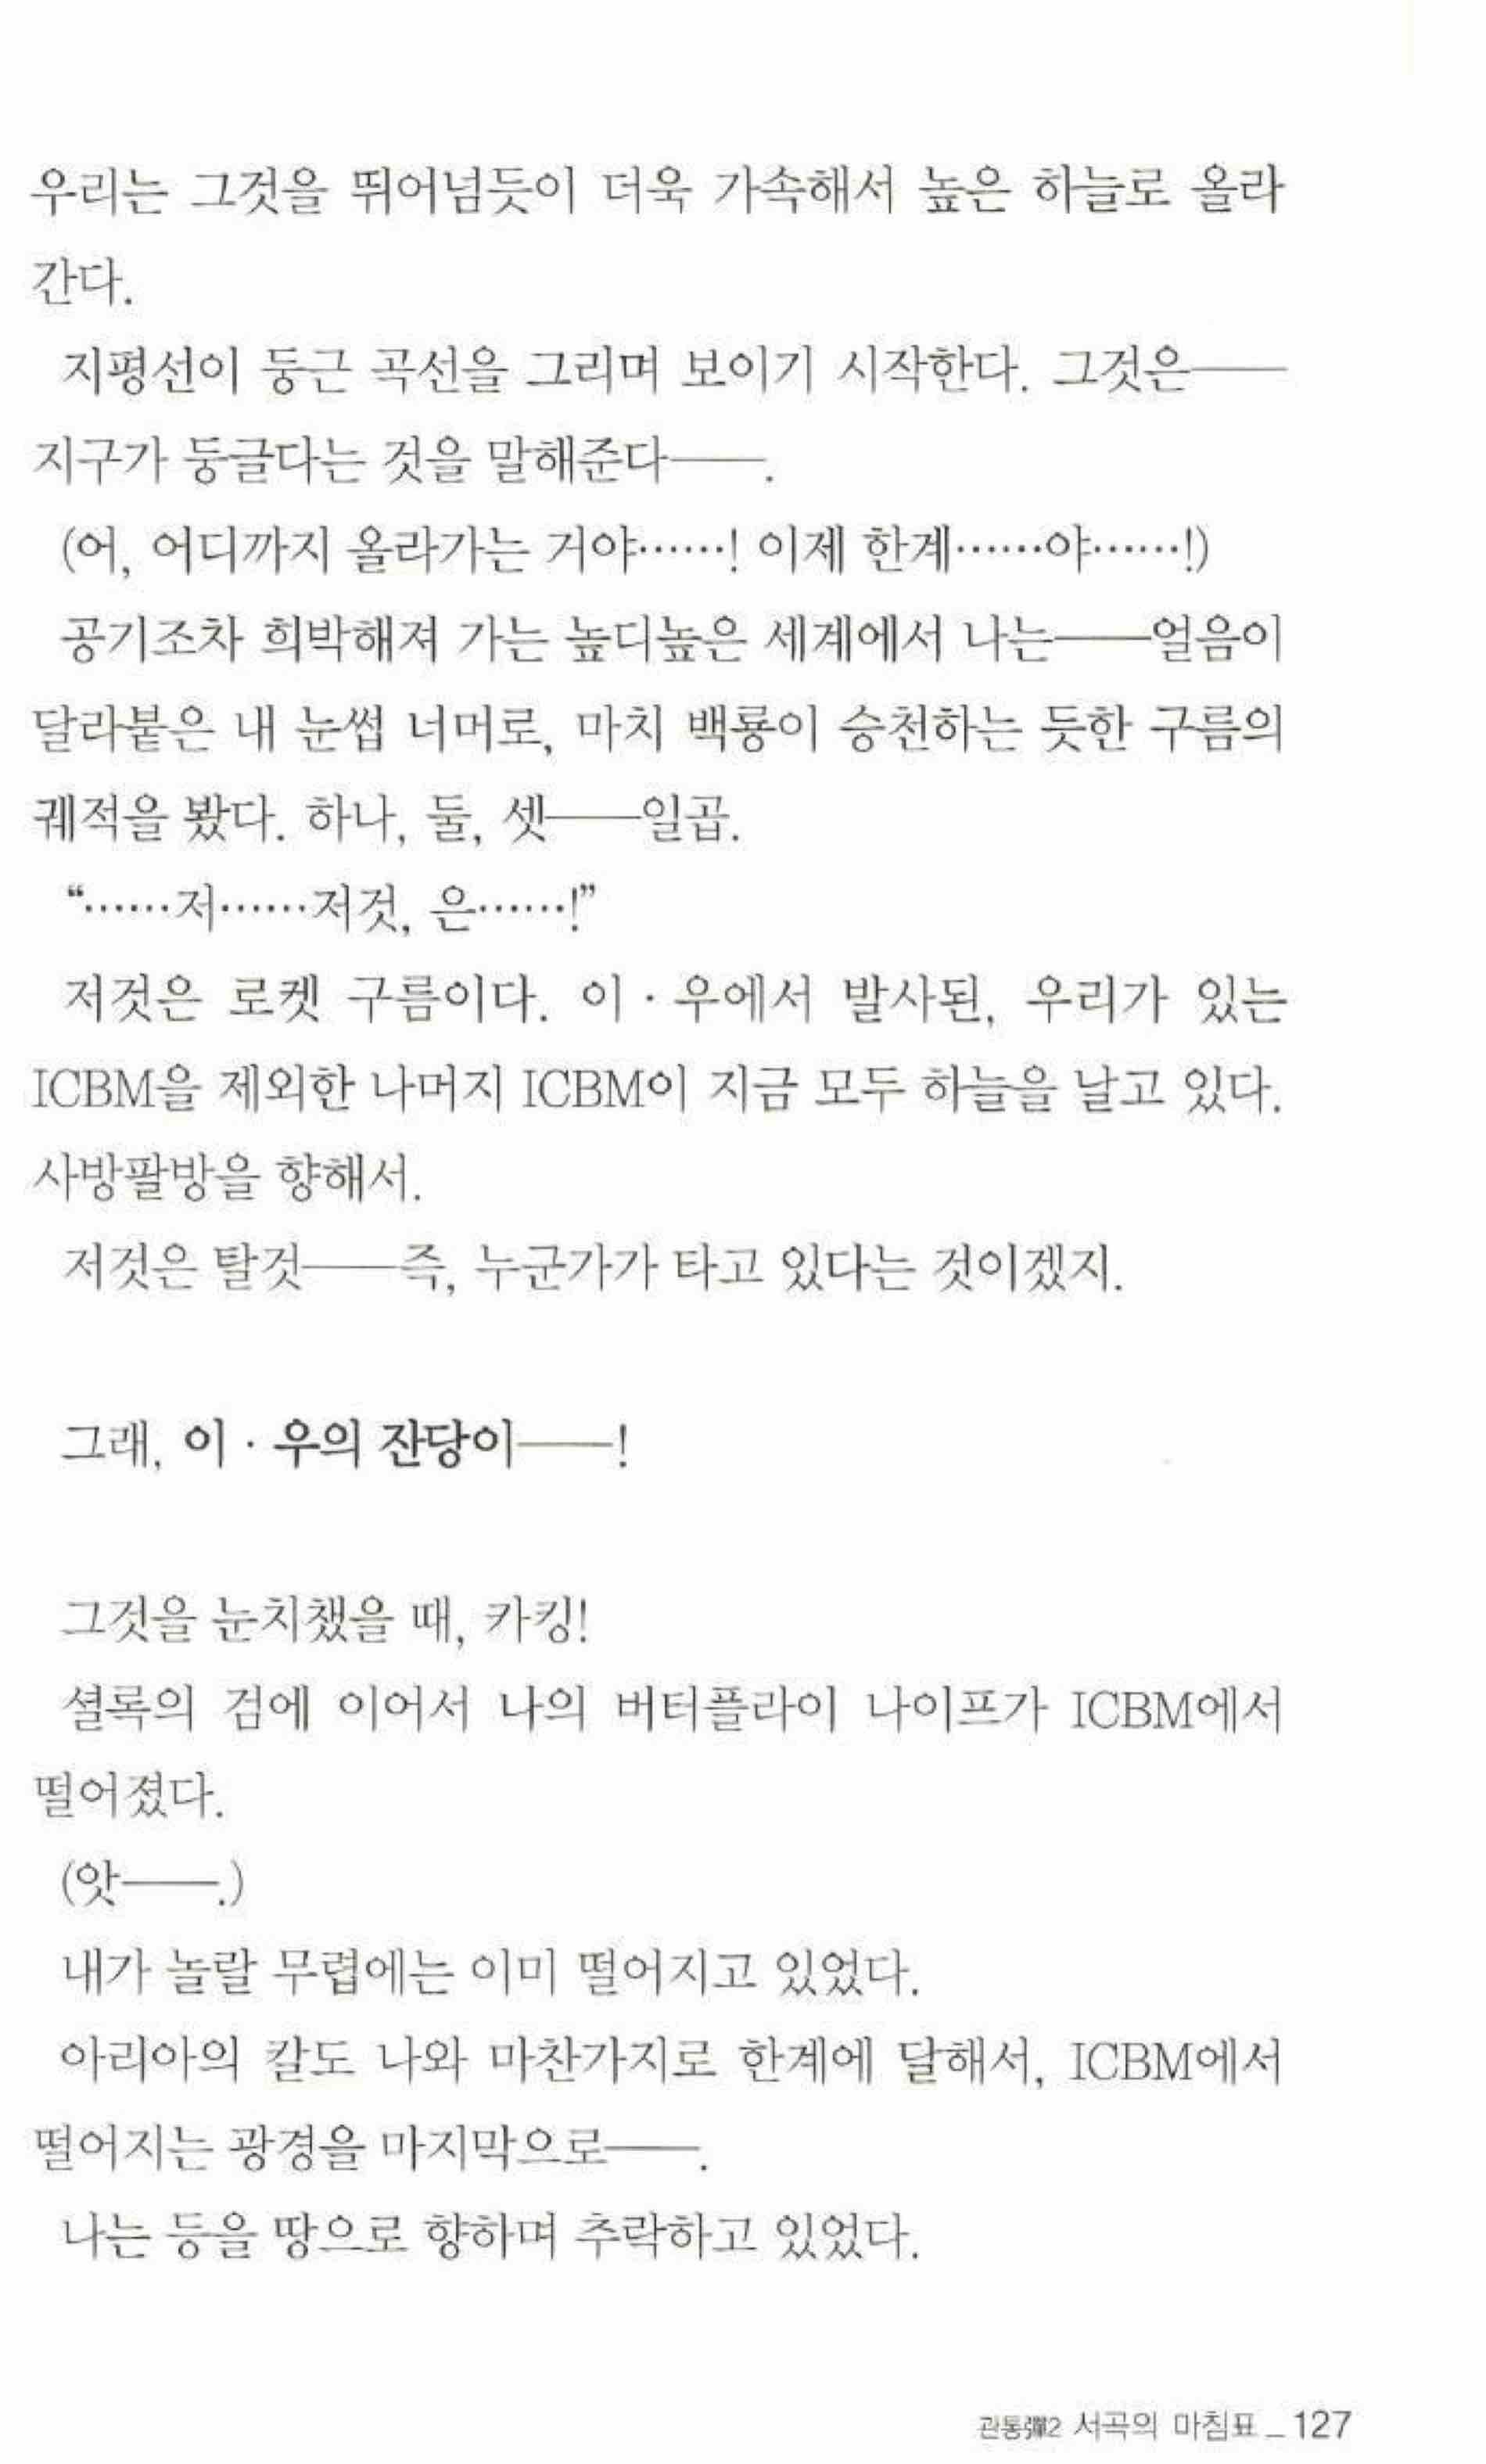 우리는 그것을 뛰어넘듯이 더욱 가속해서 높은 하늘로 올라
간다.
지평선이 둥근 곡선을 그리며 보이기 시작한다. 그것은──
지구가 둥글다는 것을 말해준다──.
(어, 어디까지 올라가는 거야……! 이제 한계……야……!)
공기조차 희박해져 가는 높디높은 세계에서 나는──얼음이
달라붙은 내 눈썹 너머로, 마치 백룡이 승천하는 듯한 구름의
궤적을 봤다. 하나, 둘, 셋──일곱.
“……저……저것, 은……!”
저것은 로켓 구름이다. 이 · 우에서 발사된, 우리가 있는
ICBM을 제외한 나머지 ICBM이 지금 모두 하늘을 날고 있다.
사방팔방을 향해서.
저것은 탈것──즉, 누군가가 타고 있다는 것이겠지.
그래, 이 · 우의 잔당이──!
그것을 눈치챘을 때, 카킹!
셜록의 검에 이어서 나의 버터플라이 나이프가 ICBM에서
떨어졌다.
(앗──.)
내가 놀랄 무렵에는 이미 떨어지고 있었다.
아리아의 칼도 나와 마찬가지로 한계에 달해서, ICBM에서
떨어지는 광경을 마지막으로──.
나는 등을 땅으로 향하며 추락하고 있었다.
관통彈2 서곡의 마침표 _ 127